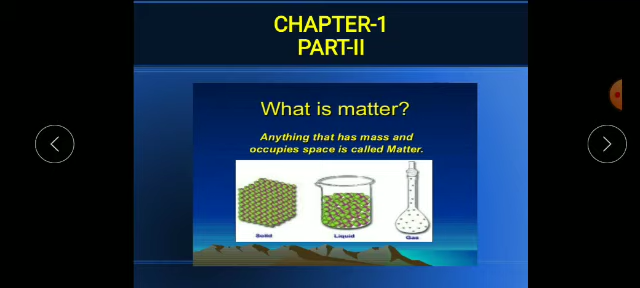 CHAPTER-1
PART-II
What is matter?
Anything that has mass and
occupies space is called Matter.
Solid Liquid Gas